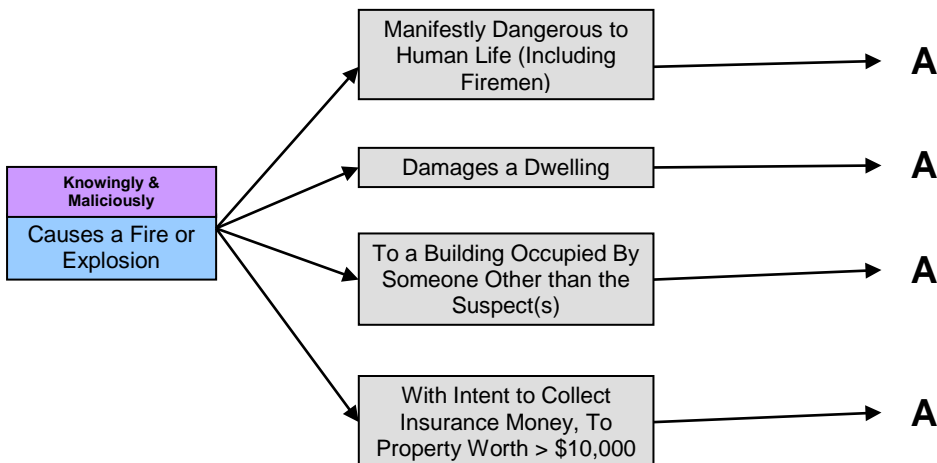 Manifestly Dangerous to
Human Life (Including
Firemen)
A
Damages a Dwelling
A
Knowingly &
Maliciously
Causes a Fire or
Explosion
To a Building Occupied By
Someone Other than the
Suspect(s)
A
With Intent to Collect
Insurance Money, To
Property Worth > $10,000
A